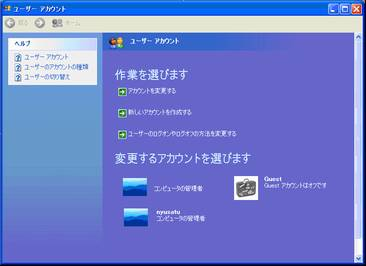 ユーザー アカウント
戻る
ホーム
ヘルプ
ユーザー アカウント
ユーザーのアカウントの種類
ユーザーの切り替え
ユーザー アカウント
作業を選びます
アカウントを変更する
新しいアカウントを作成する
ユーザーのログオンやログオフの方法を変更する
変更するアカウントを選びます
コンピュータの管理者
Guest
Guest アカウントはオフです
nyusatu
コンピュータの管理者